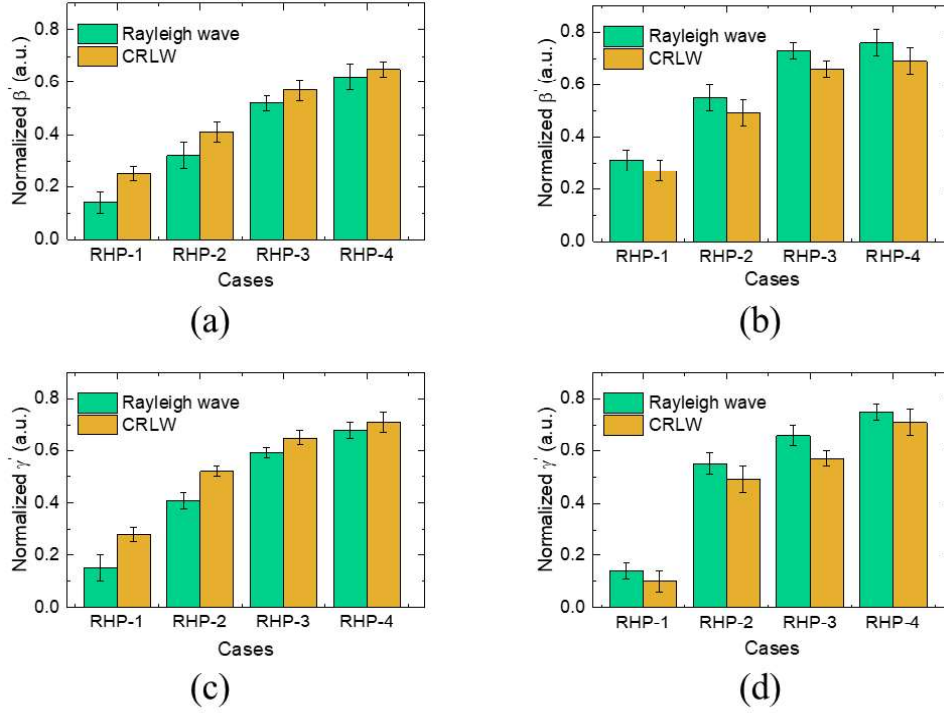 Normalized β' (a.u.)
0.8
0.6
0.4
0.2
0.0
Rayleigh wave
CRLW
RHP-1 RHP-2 RHP-3 RHP-4
Cases
(a)
Normalized β' (a.u.)
0.8
0.6
0.4
0.2
0.0
Rayleigh wave
CRLW
RHP-1 RHP-2 RHP-3 RHP-4
Cases
(b)
Normalized γ' (a.u.)
0.8
0.6
0.4
0.2
0.0
Rayleigh wave
CRLW
RHP-1 RHP-2 RHP-3 RHP-4
Cases
(c)
Normalized γ' (a.u.)
0.8
0.6
0.4
0.2
0.0
Rayleigh wave
CRLW
RHP-1 RHP-2 RHP-3 RHP-4
Cases
(d)